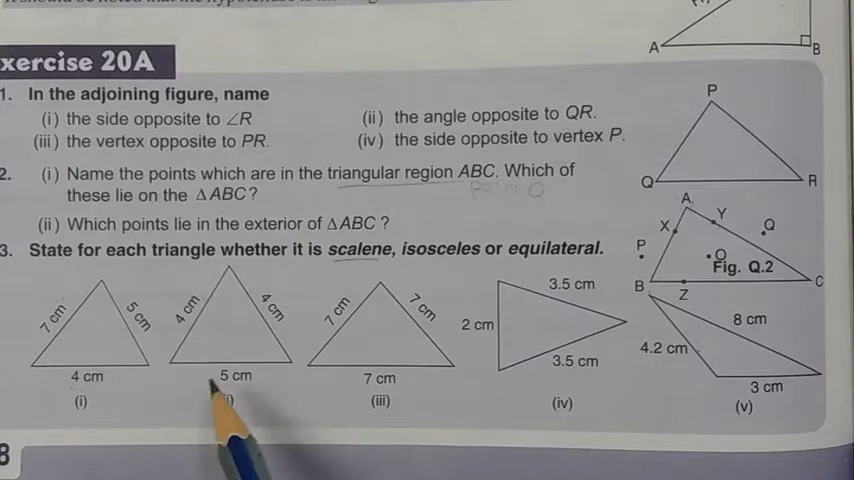 A
B
xercise 20A
1. In the adjoining figure, name
(i) the side opposite to ∠R (ii) the angle opposite to QR.
(iii) the vertex opposite to PR. (iv) the side opposite to vertex P.
P
Q
R
2. (i) Name the points which are in the triangular region ABC. Which of
these lie on the ΔABC?
(ii) Which points lie in the exterior of ΔABC ?
A
Y
X
Q
P
O
Fig. Q.2
B
Z
C
3. State for each triangle whether it is scalene, isosceles or equilateral.
7 cm
5 cm
4 cm
(i)
4 cm
4 cm
5 cm
7 cm
7 cm
7 cm
(iii)
3.5 cm
2 cm
3.5 cm
(iv)
8 cm
4.2 cm
3 cm
(v)
8